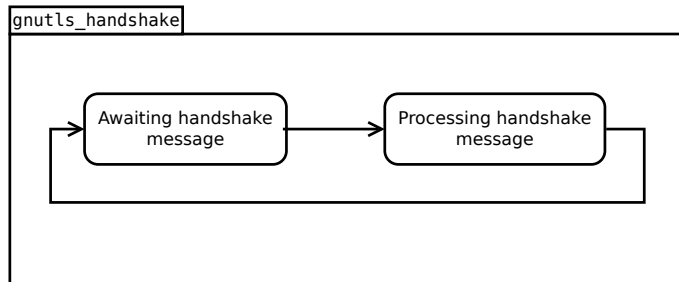 gnutls_handshake
Awaiting handshake
message
Processing handshake
message